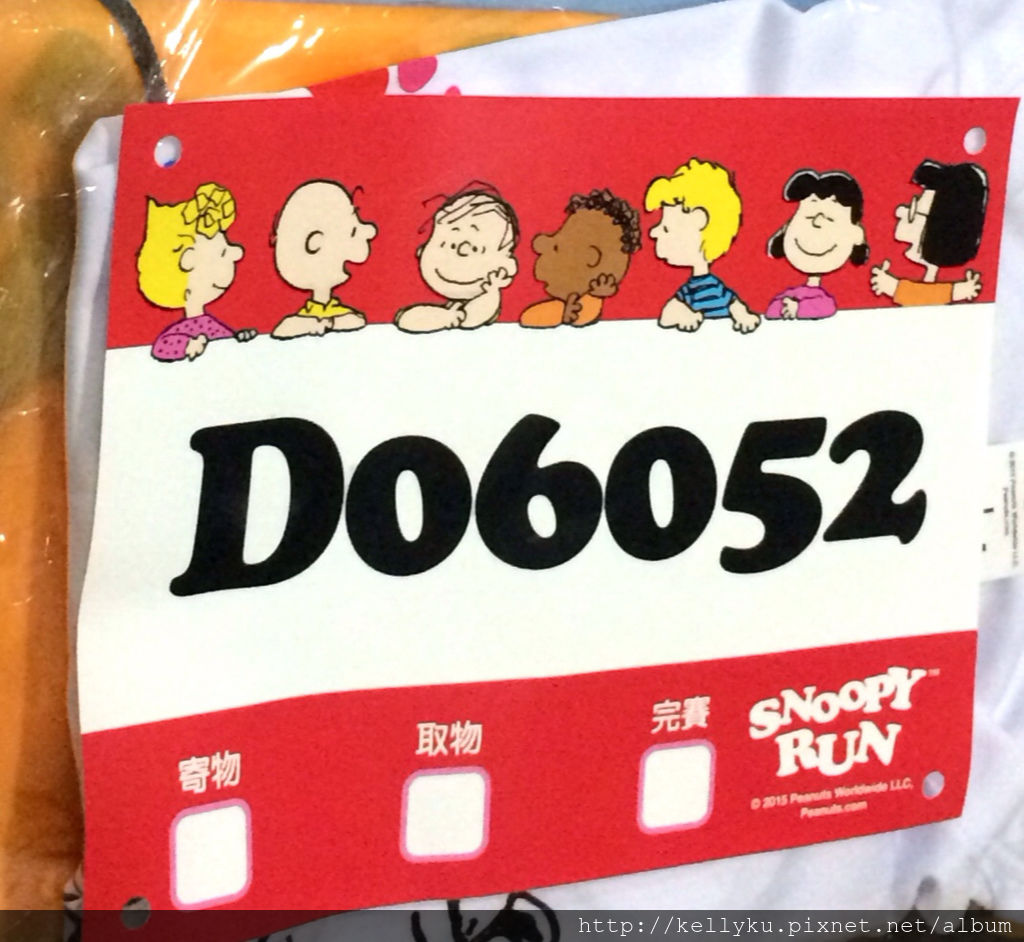 D06052
寄物
取物
完賽
SNOOPY™
RUN
© 2015 Peanuts Worldwide LLC,
Peanuts.com
http://kellyku.pixnet.net/album